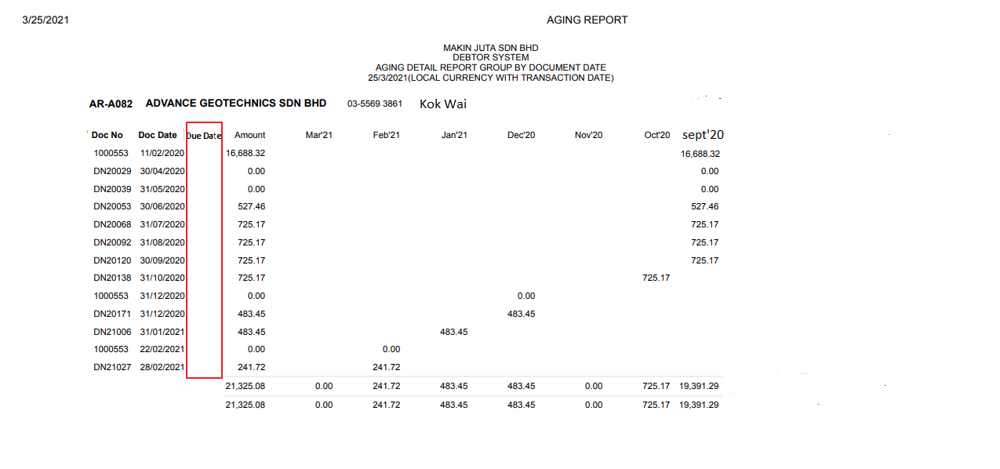 3/25/2021 AGING REPORT
MAKIN JUTA SDN BHD
DEBTOR SYSTEM
AGING DETAIL REPORT GROUP BY DOCUMENT DATE
25/3/2021(LOCAL CURRENCY WITH TRANSACTION DATE)
AR-A082 ADVANCE GEOTECHNICS SDN BHD 03-5569 3861 Kok Wai
Doc No Doc Date Due Date Amount Mar'21 Feb'21 Jan'21 Dec'20 Nov'20 Oct'20 sept'20
1000553 11/02/2020 16,688.32 16,688.32
DN20029 30/04/2020 0.00 0.00
DN20039 31/05/2020 0.00 0.00
DN20053 30/06/2020 527.46 527.46
DN20068 31/07/2020 725.17 725.17
DN20092 31/08/2020 725.17 725.17
DN20120 30/09/2020 725.17 725.17
DN20138 31/10/2020 725.17 725.17
1000553 31/12/2020 0.00 0.00
DN20171 31/12/2020 483.45 483.45
DN21006 31/01/2021 483.45 483.45
1000553 22/02/2021 0.00 0.00
DN21027 28/02/2021 241.72 241.72
21,325.08 0.00 241.72 483.45 483.45 0.00 725.17 19,391.29
21,325.08 0.00 241.72 483.45 483.45 0.00 725.17 19,391.29